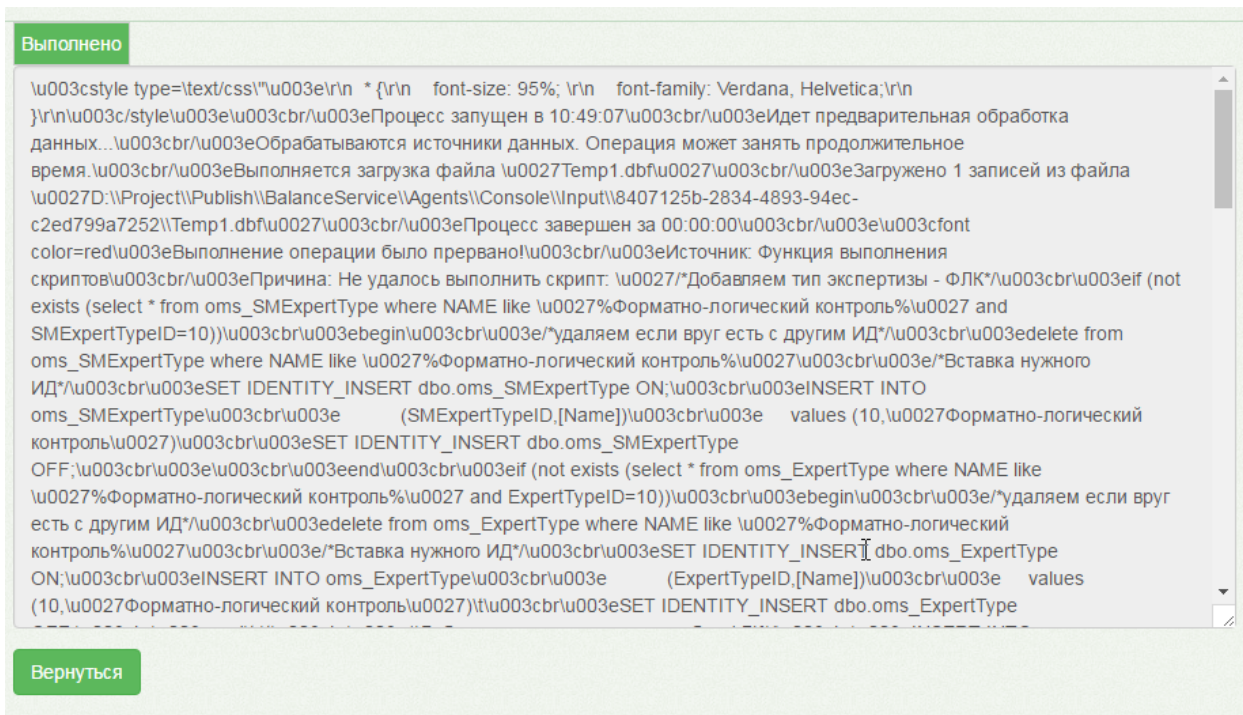 Выполнено
\u003cstyle type=\text/css\"\u003e\r\n  * {\r\n    font-size: 95%; \r\n    font-family: Verdana, Helvetica;\r\n
}\r\n\u003c/style\u003e\u003cbr/\u003eПроцесс запущен в 10:49:07\u003cbr/\u003eИдет предварительная обработка
данных...\u003cbr/\u003eОбрабатываются источники данных. Операция может занять продолжительное
время.\u003cbr/\u003eВыполняется загрузка файла \u0027Temp1.dbf\u0027\u003cbr/\u003eЗагружено 1 записей из файла
\u0027D:\\Project\\Publish\\BalanceService\\Agents\\Console\\Input\\8407125b-2834-4893-94ec-
c2ed799a7252\\Temp1.dbf\u0027\u003cbr/\u003eПроцесс завершен за 00:00:00\u003cbr/\u003e\u003cfont
color=red\u003eВыполнение операции было прервано!\u003cbr/\u003eИсточник: Функция выполнения
скриптов\u003cbr/\u003eПричина: Не удалось выполнить скрипт: \u0027/*Добавляем тип экспертизы - ФЛК*/\u003cbr\u003eif (not
exists (select * from oms_SMExpertType where NAME like \u0027%Форматно-логический контроль%\u0027 and
SMExpertTypeID=10))\u003cbr\u003ebegin\u003cbr\u003e/*удаляем если вруг есть с другим ИД*/\u003cbr\u003edelete from
oms_SMExpertType where NAME like \u0027%Форматно-логический контроль%\u0027\u003cbr\u003e/*Вставка нужного
ИД*/\u003cbr\u003eSET IDENTITY_INSERT dbo.oms_SMExpertType ON;\u003cbr\u003eINSERT INTO
oms_SMExpertType\u003cbr\u003e           (SMExpertTypeID,[Name])\u003cbr\u003e     values (10,\u0027Форматно-логический
контроль\u0027)\u003cbr\u003eSET IDENTITY_INSERT dbo.oms_SMExpertType
OFF;\u003cbr\u003e\u003cbr\u003eend\u003cbr\u003eif (not exists (select * from oms_ExpertType where NAME like
\u0027%Форматно-логический контроль%\u0027 and ExpertTypeID=10))\u003cbr\u003ebegin\u003cbr\u003e/*удаляем если вруг
есть с другим ИД*/\u003cbr\u003edelete from oms_ExpertType where NAME like \u0027%Форматно-логический
контроль%\u0027\u003cbr\u003e/*Вставка нужного ИД*/\u003cbr\u003eSET IDENTITY_INSERT dbo.oms_ExpertType
ON;\u003cbr\u003eINSERT INTO oms_ExpertType\u003cbr\u003e           (ExpertTypeID,[Name])\u003cbr\u003e     values
(10,\u0027Форматно-логический контроль\u0027)\t\u003cbr\u003eSET IDENTITY_INSERT dbo.oms_ExpertType
Вернуться